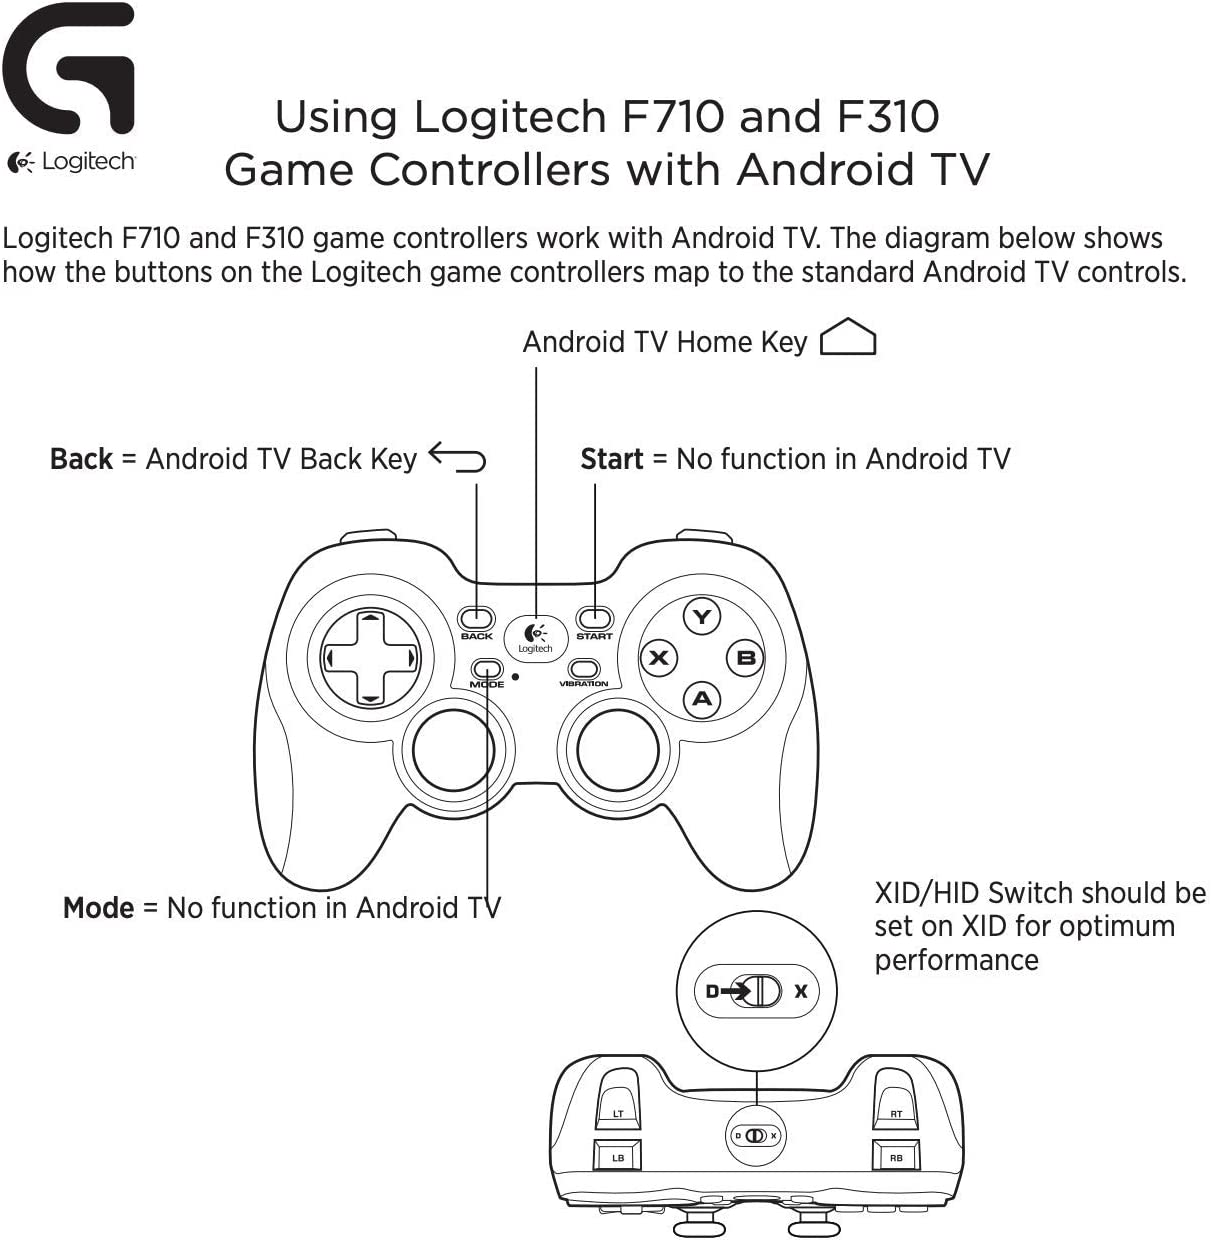 Logitech
Using Logitech F710 and F310
Game Controllers with Android TV
Logitech F710 and F310 game controllers work with Android TV. The diagram below shows
how the buttons on the Logitech game controllers map to the standard Android TV controls.
Android TV Home Key
Back = Android TV Back Key
Start = No function in Android TV
BACK
Logitech
START
MODE
VIBRATION
Y
X
B
A
Mode = No function in Android TV
XID/HID Switch should be
set on XID for optimum
performance
D
X
LT
RT
D
X
LB
RB